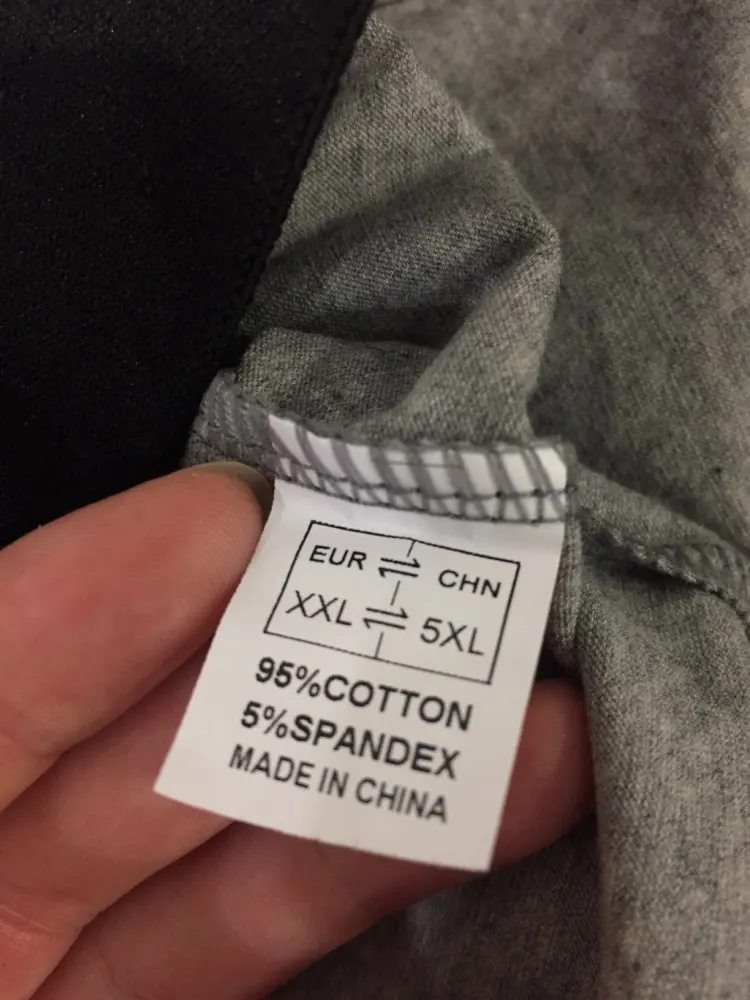 EUR ⇌ CHN
XXL ⇌ 5XL
95%COTTON
5%SPANDEX
MADE IN CHINA